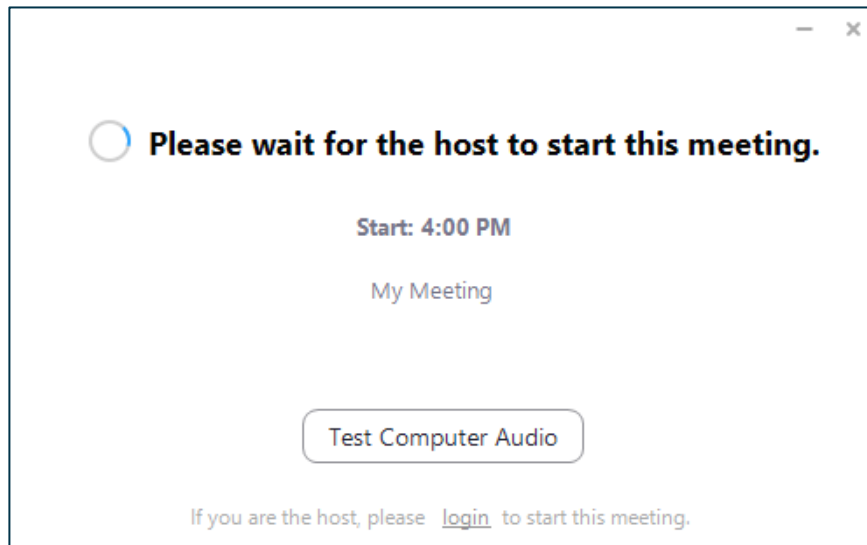 Please wait for the host to start this meeting.
Start: 4:00 PM
My Meeting
Test Computer Audio
If you are the host, please login to start this meeting.